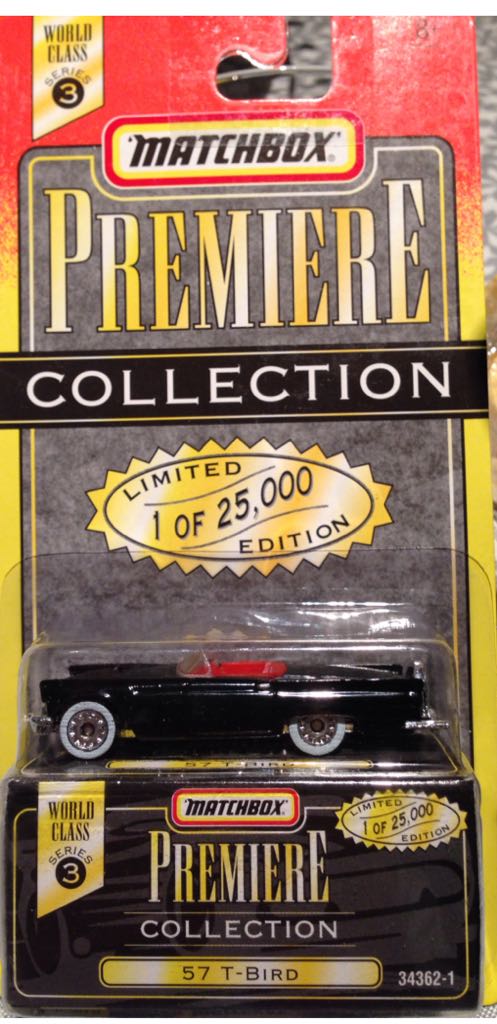 WORLD
CLASS
SERIES
3
8+
"MATCHBOX"
PREMIERE
COLLECTION
LIMITED
1 OF 25,000
EDITION
57 T-BIRD
WORLD
CLASS
SERIES
3
"MATCHBOX"
LIMITED
1 OF 25,000
EDITION
PREMIERE
COLLECTION
57 T-BIRD
34362-1